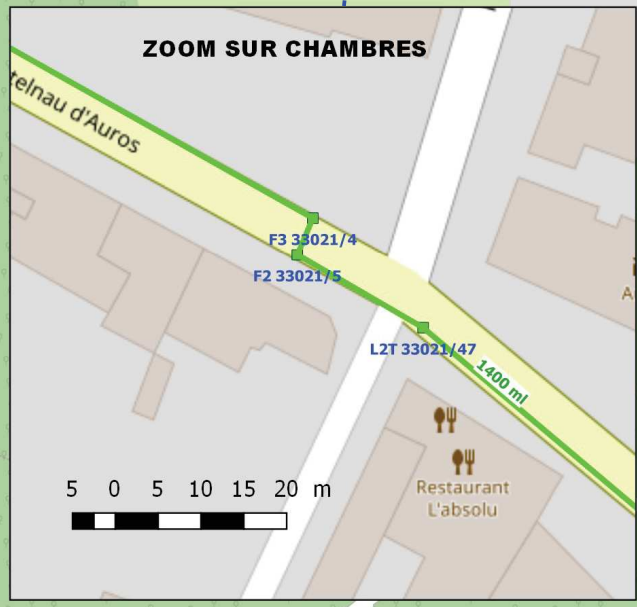 ZOOM SUR CHAMBRES
telnau d'Auros
F3 33021/4
F2 33021/5
L2T 33021/47
1400 ml
Restaurant
L'absolu
5 0 5 10 15 20 m